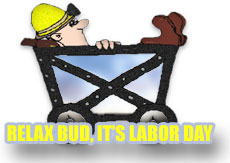 RELAX BUD, IT'S LABOR DAY